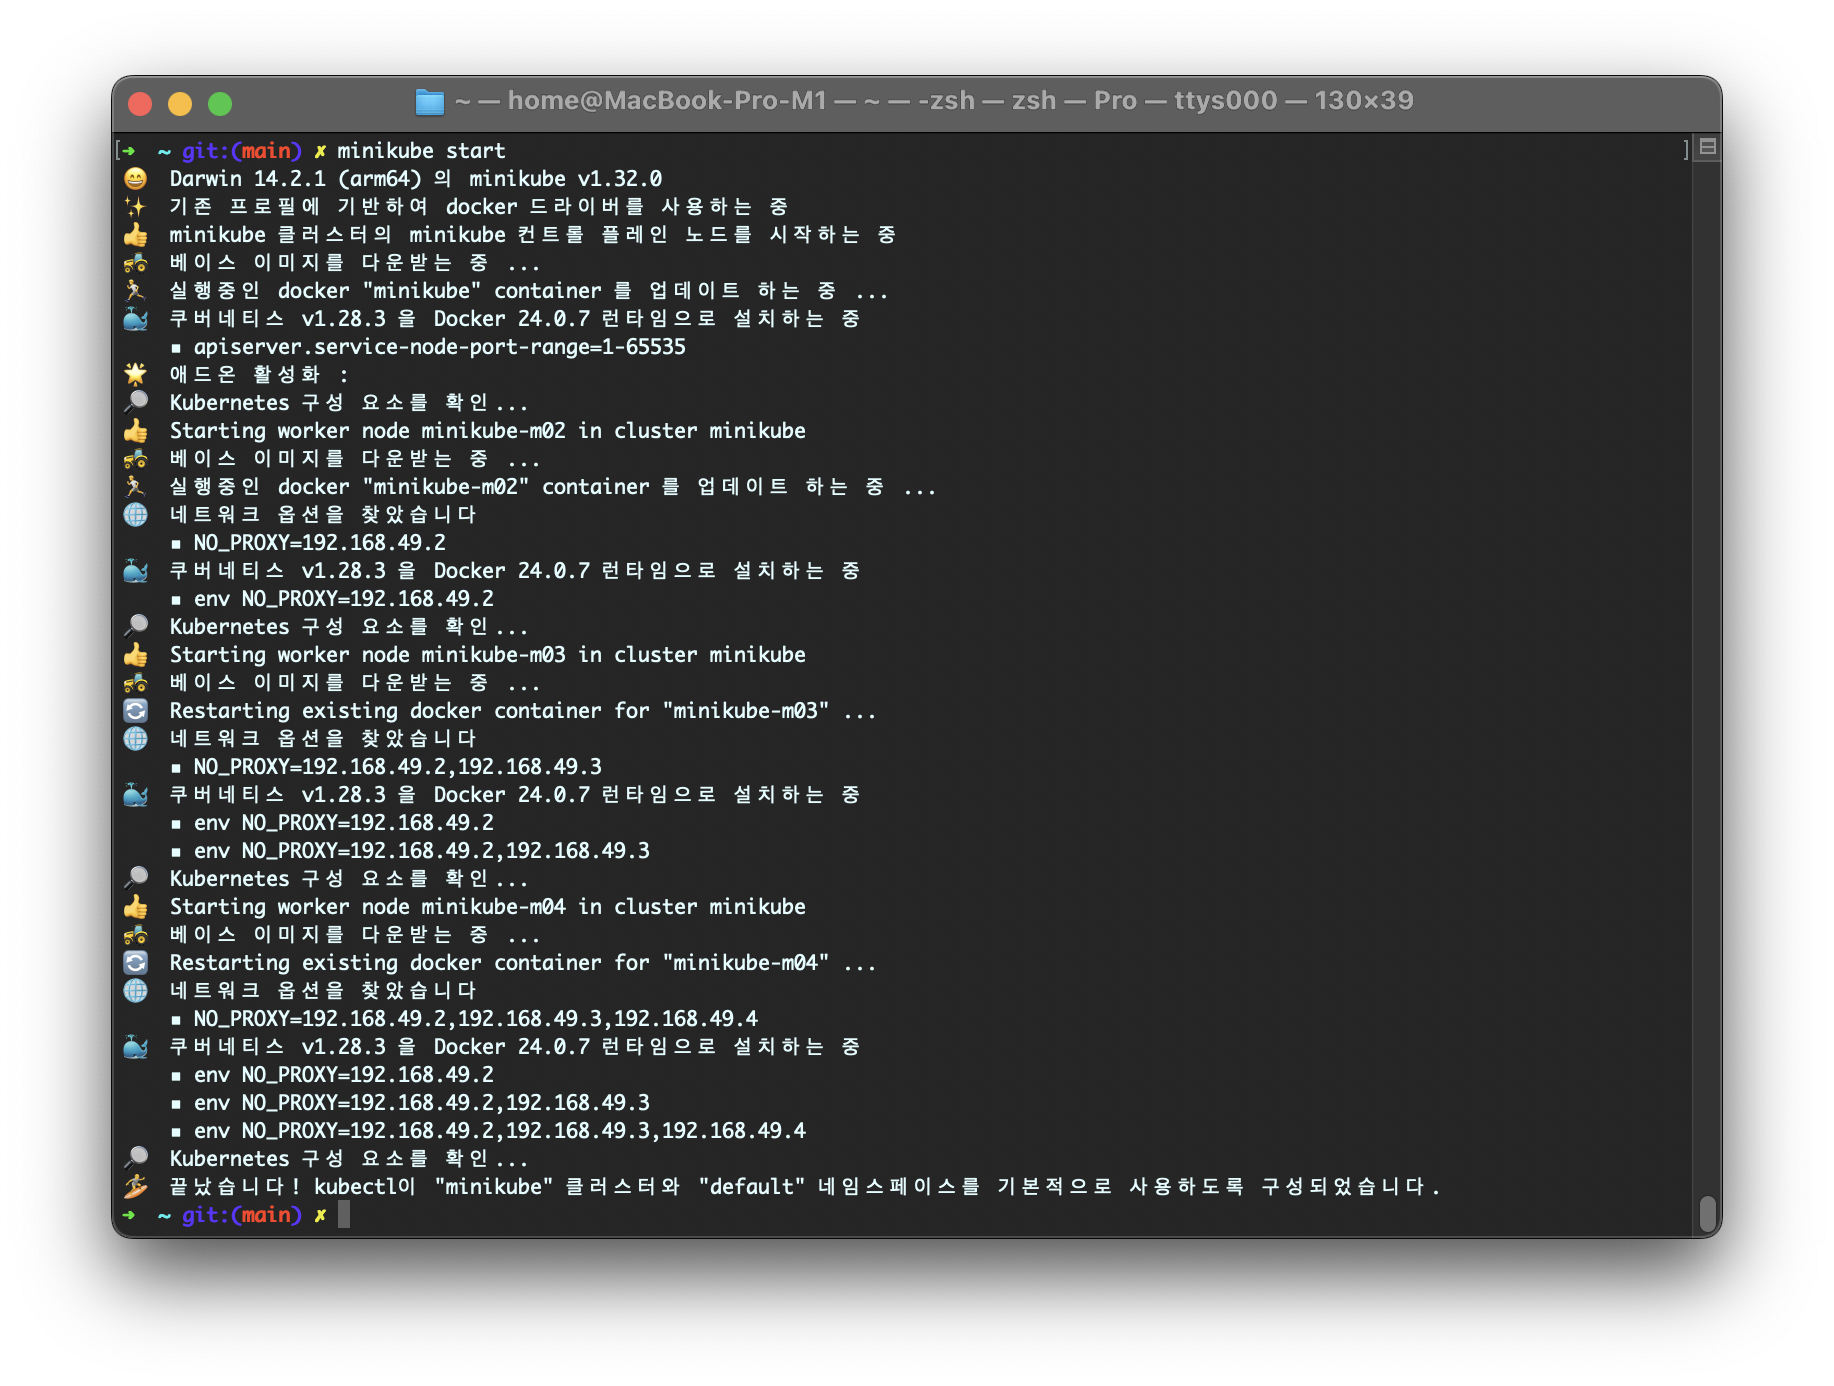 ~ — home@MacBook-Pro-M1 — ~ — -zsh — zsh — Pro — ttys000 — 130×39
[➜  ~ git:(main) ✗ minikube start ]
😄  Darwin 14.2.1 (arm64) 의 minikube v1.32.0
✨  기존 프로필에 기반하여 docker 드라이버를 사용하는 중
👍  minikube 클러스터의 minikube 컨트롤 플레인 노드를 시작하는 중
🚜  베이스 이미지를 다운받는 중 ...
🏃  실행중인 docker "minikube" container 를 업데이트 하는 중 ...
🐳  쿠버네티스 v1.28.3 을 Docker 24.0.7 런타임으로 설치하는 중
    ▪ apiserver.service-node-port-range=1-65535
🌟  애드온 활성화 :
🔎  Kubernetes 구성 요소를 확인...
👍  Starting worker node minikube-m02 in cluster minikube
🚜  베이스 이미지를 다운받는 중 ...
🏃  실행중인 docker "minikube-m02" container 를 업데이트 하는 중 ...
🌐  네트워크 옵션을 찾았습니다
    ▪ NO_PROXY=192.168.49.2
🐳  쿠버네티스 v1.28.3 을 Docker 24.0.7 런타임으로 설치하는 중
    ▪ env NO_PROXY=192.168.49.2
🔎  Kubernetes 구성 요소를 확인...
👍  Starting worker node minikube-m03 in cluster minikube
🚜  베이스 이미지를 다운받는 중 ...
🔄  Restarting existing docker container for "minikube-m03" ...
🌐  네트워크 옵션을 찾았습니다
    ▪ NO_PROXY=192.168.49.2,192.168.49.3
🐳  쿠버네티스 v1.28.3 을 Docker 24.0.7 런타임으로 설치하는 중
    ▪ env NO_PROXY=192.168.49.2
    ▪ env NO_PROXY=192.168.49.2,192.168.49.3
🔎  Kubernetes 구성 요소를 확인...
👍  Starting worker node minikube-m04 in cluster minikube
🚜  베이스 이미지를 다운받는 중 ...
🔄  Restarting existing docker container for "minikube-m04" ...
🌐  네트워크 옵션을 찾았습니다
    ▪ NO_PROXY=192.168.49.2,192.168.49.3,192.168.49.4
🐳  쿠버네티스 v1.28.3 을 Docker 24.0.7 런타임으로 설치하는 중
    ▪ env NO_PROXY=192.168.49.2
    ▪ env NO_PROXY=192.168.49.2,192.168.49.3
    ▪ env NO_PROXY=192.168.49.2,192.168.49.3,192.168.49.4
🔎  Kubernetes 구성 요소를 확인...
🏄  끝났습니다! kubectl이 "minikube" 클러스터와 "default" 네임스페이스를 기본적으로 사용하도록 구성되었습니다.
➜  ~ git:(main) ✗